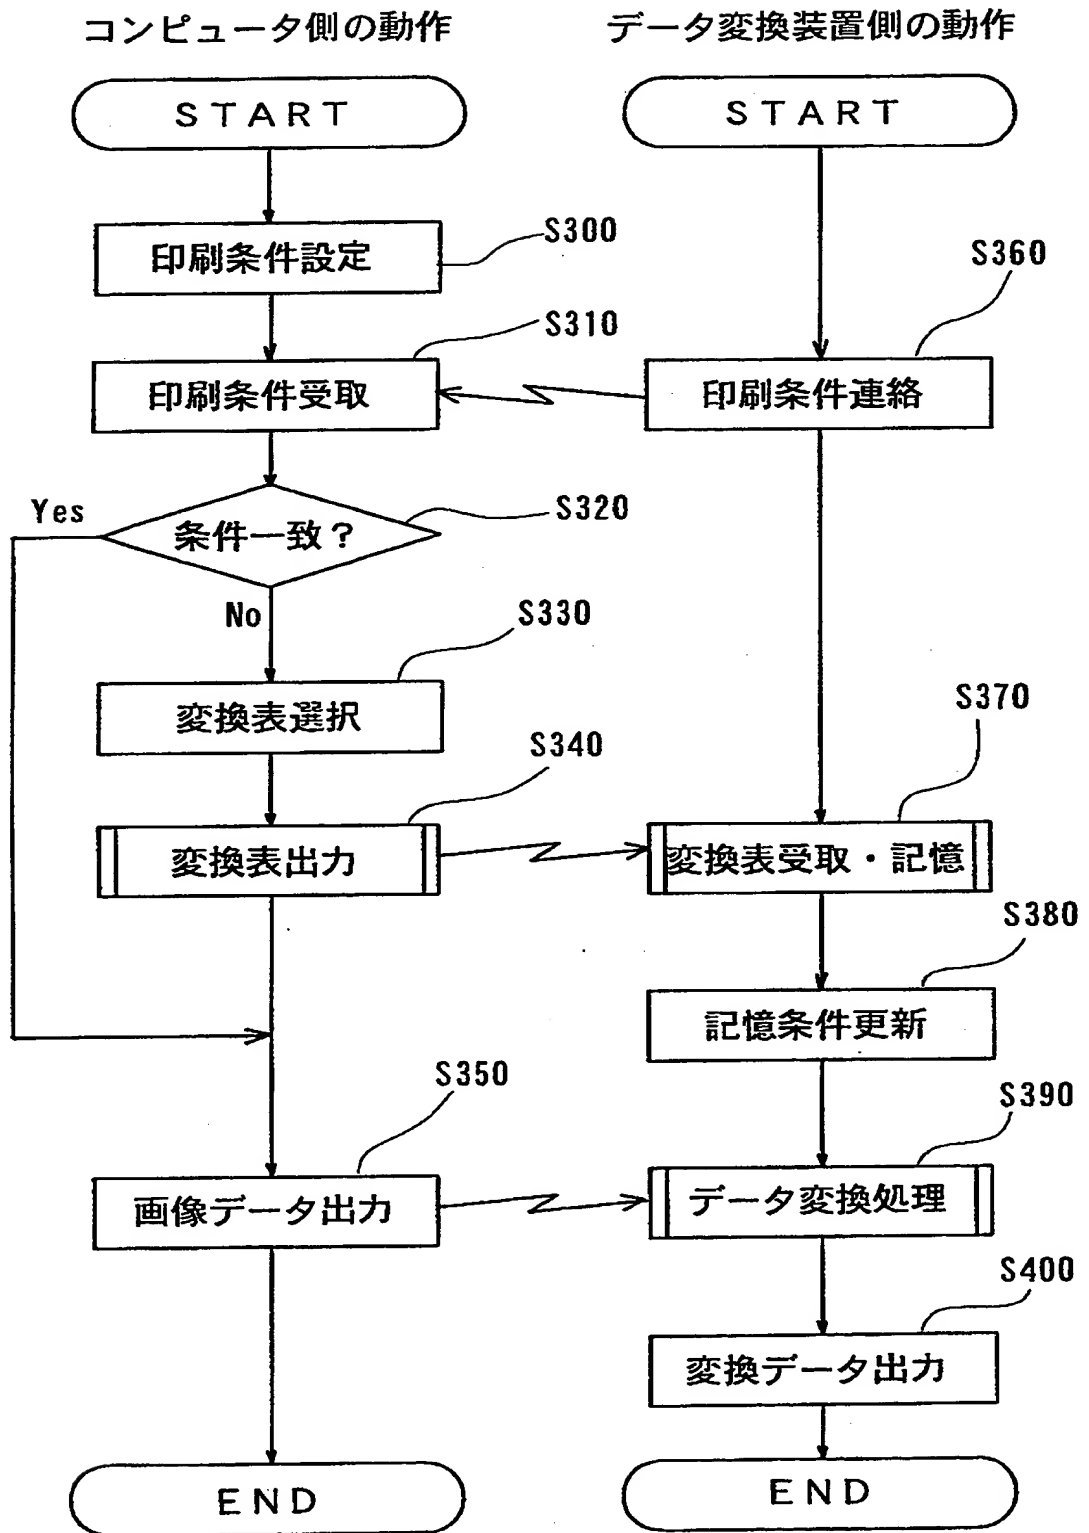 コンピュータ側の動作
データ変換装置側の動作
START
START
印刷条件設定
S300
S360
S310
印刷条件受取
印刷条件連絡
Yes
条件一致?
S320
No
S330
変換表選択
S370
S340
変換表出力
変換表受取・記憶
S380
記憶条件更新
S350
S390
画像データ出力
データ変換処理
S400
変換データ出力
END
END